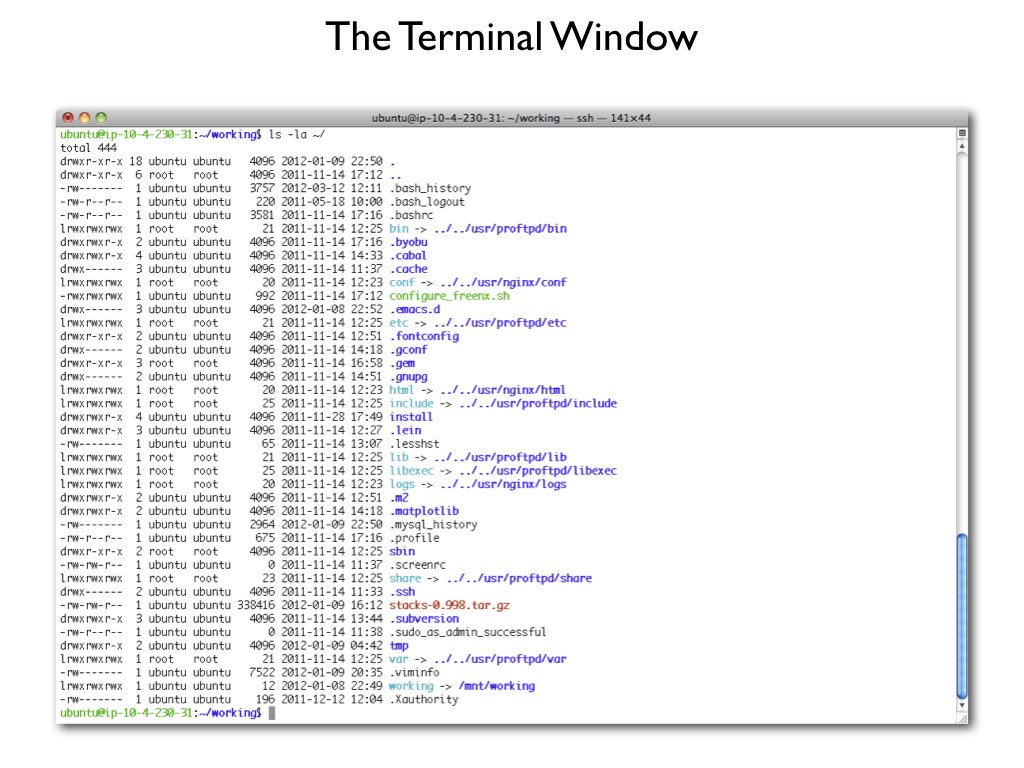 The Terminal Window
ubuntu@ip-10-4-230-31: ~/working — ssh — 141×44
ubuntu@ip-10-4-230-31:~/working$ ls -la ~/
total 444
drwxr-xr-x 18 ubuntu ubuntu   4096 2012-01-09 22:50 .
drwxr-xr-x  6 root   root     4096 2011-11-14 17:12 ..
-rw-------  1 ubuntu ubuntu   3757 2012-03-12 12:11 .bash_history
-rw-r--r--  1 ubuntu ubuntu    220 2011-05-18 10:00 .bash_logout
-rw-r--r--  1 ubuntu ubuntu   3581 2011-11-14 17:16 .bashrc
lrwxrwxrwx  1 root   root       21 2011-11-14 12:25 bin -> ../../usr/proftpd/bin
drwxrwxr-x  2 ubuntu ubuntu   4096 2011-11-14 17:16 .byobu
drwxrwxr-x  4 ubuntu ubuntu   4096 2011-11-14 14:33 .cabal
drwx------  3 ubuntu ubuntu   4096 2011-11-14 11:37 .cache
lrwxrwxrwx  1 root   root       20 2011-11-14 12:23 conf -> ../../usr/nginx/conf
-rwxrwxr-x  1 ubuntu ubuntu    992 2011-11-14 17:12 configure_freenx.sh
drwx------  3 ubuntu ubuntu   4096 2012-01-08 22:52 .emacs.d
lrwxrwxrwx  1 root   root       21 2011-11-14 12:25 etc -> ../../usr/proftpd/etc
drwxr-xr-x  2 ubuntu ubuntu   4096 2011-11-14 12:51 .fontconfig
drwx------  2 ubuntu ubuntu   4096 2011-11-14 14:18 .gconf
drwxr-xr-x  3 root   root     4096 2011-11-14 16:58 .gem
drwx------  2 ubuntu ubuntu   4096 2011-11-14 14:51 .gnupg
lrwxrwxrwx  1 root   root       20 2011-11-14 12:23 html -> ../../usr/nginx/html
lrwxrwxrwx  1 root   root       25 2011-11-14 12:25 include -> ../../usr/proftpd/include
drwxrwxr-x  4 ubuntu ubuntu   4096 2011-11-28 17:49 install
drwxrwxr-x  3 ubuntu ubuntu   4096 2011-11-14 12:27 .lein
-rw-------  1 ubuntu ubuntu     65 2011-11-14 13:07 .lesshst
lrwxrwxrwx  1 root   root       21 2011-11-14 12:25 lib -> ../../usr/proftpd/lib
lrwxrwxrwx  1 root   root       25 2011-11-14 12:25 libexec -> ../../usr/proftpd/libexec
lrwxrwxrwx  1 root   root       20 2011-11-14 12:23 logs -> ../../usr/nginx/logs
drwxrwxr-x  2 ubuntu ubuntu   4096 2011-11-14 12:51 .m2
drwxrwxr-x  2 ubuntu ubuntu   4096 2011-11-14 14:18 .matplotlib
-rw-------  1 ubuntu ubuntu   2964 2012-01-09 22:50 .mysql_history
-rw-r--r--  1 ubuntu ubuntu    675 2011-11-14 17:16 .profile
drwxr-xr-x  2 root   root     4096 2011-11-14 12:25 sbin
-rw-rw-r--  1 ubuntu ubuntu      0 2011-11-14 11:37 .screenrc
lrwxrwxrwx  1 root   root       23 2011-11-14 12:25 share -> ../../usr/proftpd/share
drwx------  2 ubuntu ubuntu   4096 2011-11-14 11:33 .ssh
-rw-rw-r--  1 ubuntu ubuntu 338416 2012-01-09 16:12 stacks-0.998.tar.gz
drwxrwxr-x  3 ubuntu ubuntu   4096 2011-11-14 13:44 .subversion
-rw-r--r--  1 ubuntu ubuntu      0 2011-11-14 11:38 .sudo_as_admin_successful
drwxrwxr-x  2 ubuntu ubuntu   4096 2012-01-09 04:42 tmp
lrwxrwxrwx  1 root   root       21 2011-11-14 12:25 var -> ../../usr/proftpd/var
-rw-------  1 ubuntu ubuntu   7522 2012-01-09 20:35 .viminfo
lrwxrwxrwx  1 ubuntu ubuntu     12 2012-01-08 22:49 working -> /mnt/working
-rw-------  1 ubuntu ubuntu    196 2011-12-12 12:04 .Xauthority
ubuntu@ip-10-4-230-31:~/working$